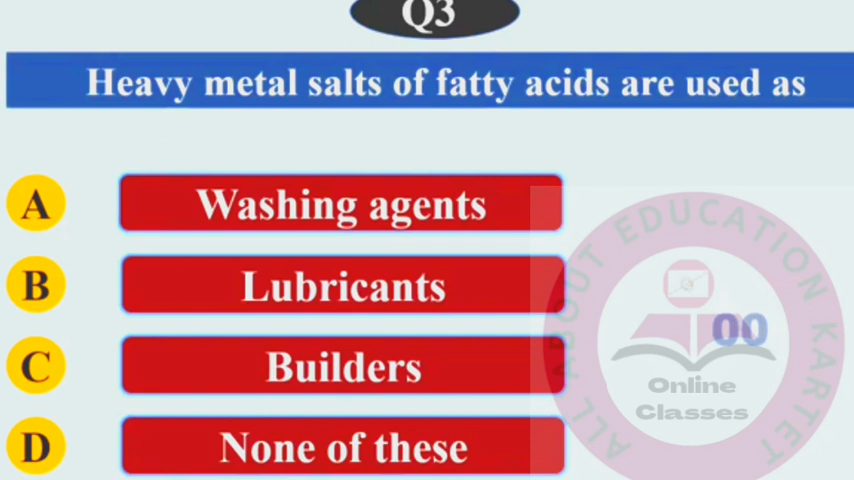 Q3
Heavy metal salts of fatty acids are used as
A Washing agents
B Lubricants
C Builders
D None of these
ALL ABOUT EDUCATION KARTET
00
Online
Classes